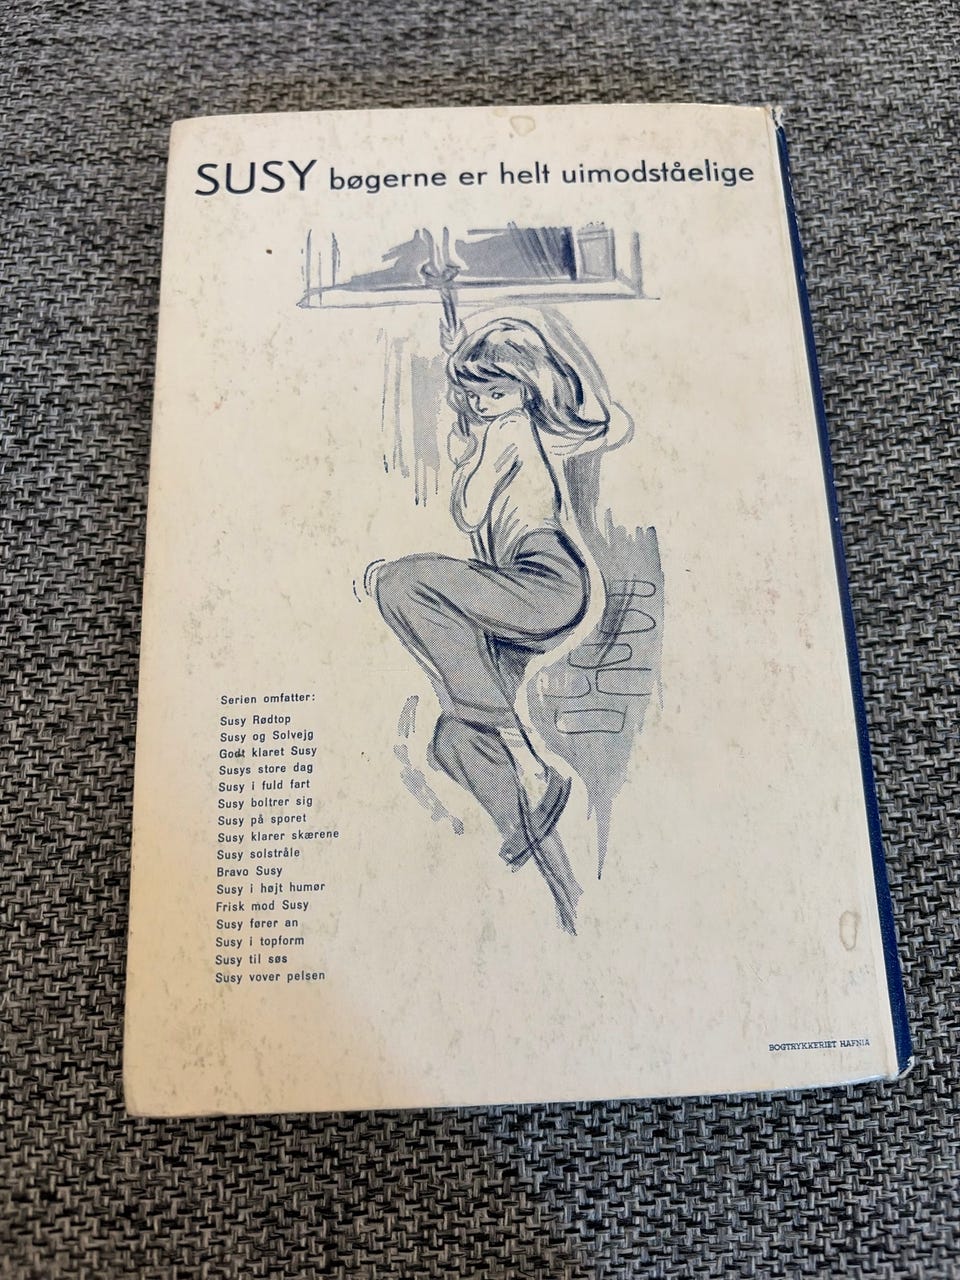 SUSY bøgerne er helt uimodståelige
Serien omfatter:
Susy Rødtop
Susy og Solvejg
Godt klaret Susy
Susys store dag
Susy i fuld fart
Susy boltrer sig
Susy på sporet
Susy klarer skærene
Susy solstråle
Bravo Susy
Susy i højt humør
Frisk mod Susy
Susy fører an
Susy i topform
Susy til søs
Susy vover pelsen
BOGTRYKKERIET HAFNIA